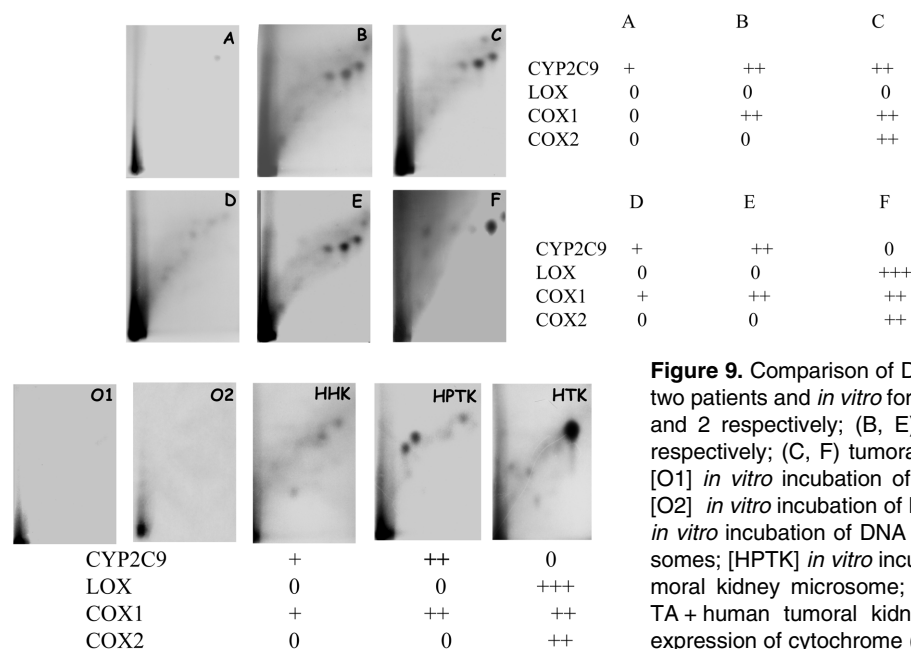 A B C
A B C
CYP2C9 + ++ ++
LOX 0 0 0
COX1 0 ++ ++
COX2 0 0 ++
D E F
D E F
CYP2C9 + ++ 0
LOX 0 0 +++
COX1 + ++ ++
COX2 0 0 ++
O1 O2 HHK HPTK HTK
CYP2C9 + ++ 0
LOX 0 0 +++
COX1 + ++ ++
COX2 0 0 ++
Figure 9. Comparison of D
two patients and in vitro for
and 2 respectively; (B, E)
respectively; (C, F) tumora
[O1] in vitro incubation of
[O2] in vitro incubation of
in vitro incubation of DNA
somes; [HPTK] in vitro incu
moral kidney microsome;
TA + human tumoral kidn
expression of cytochrome